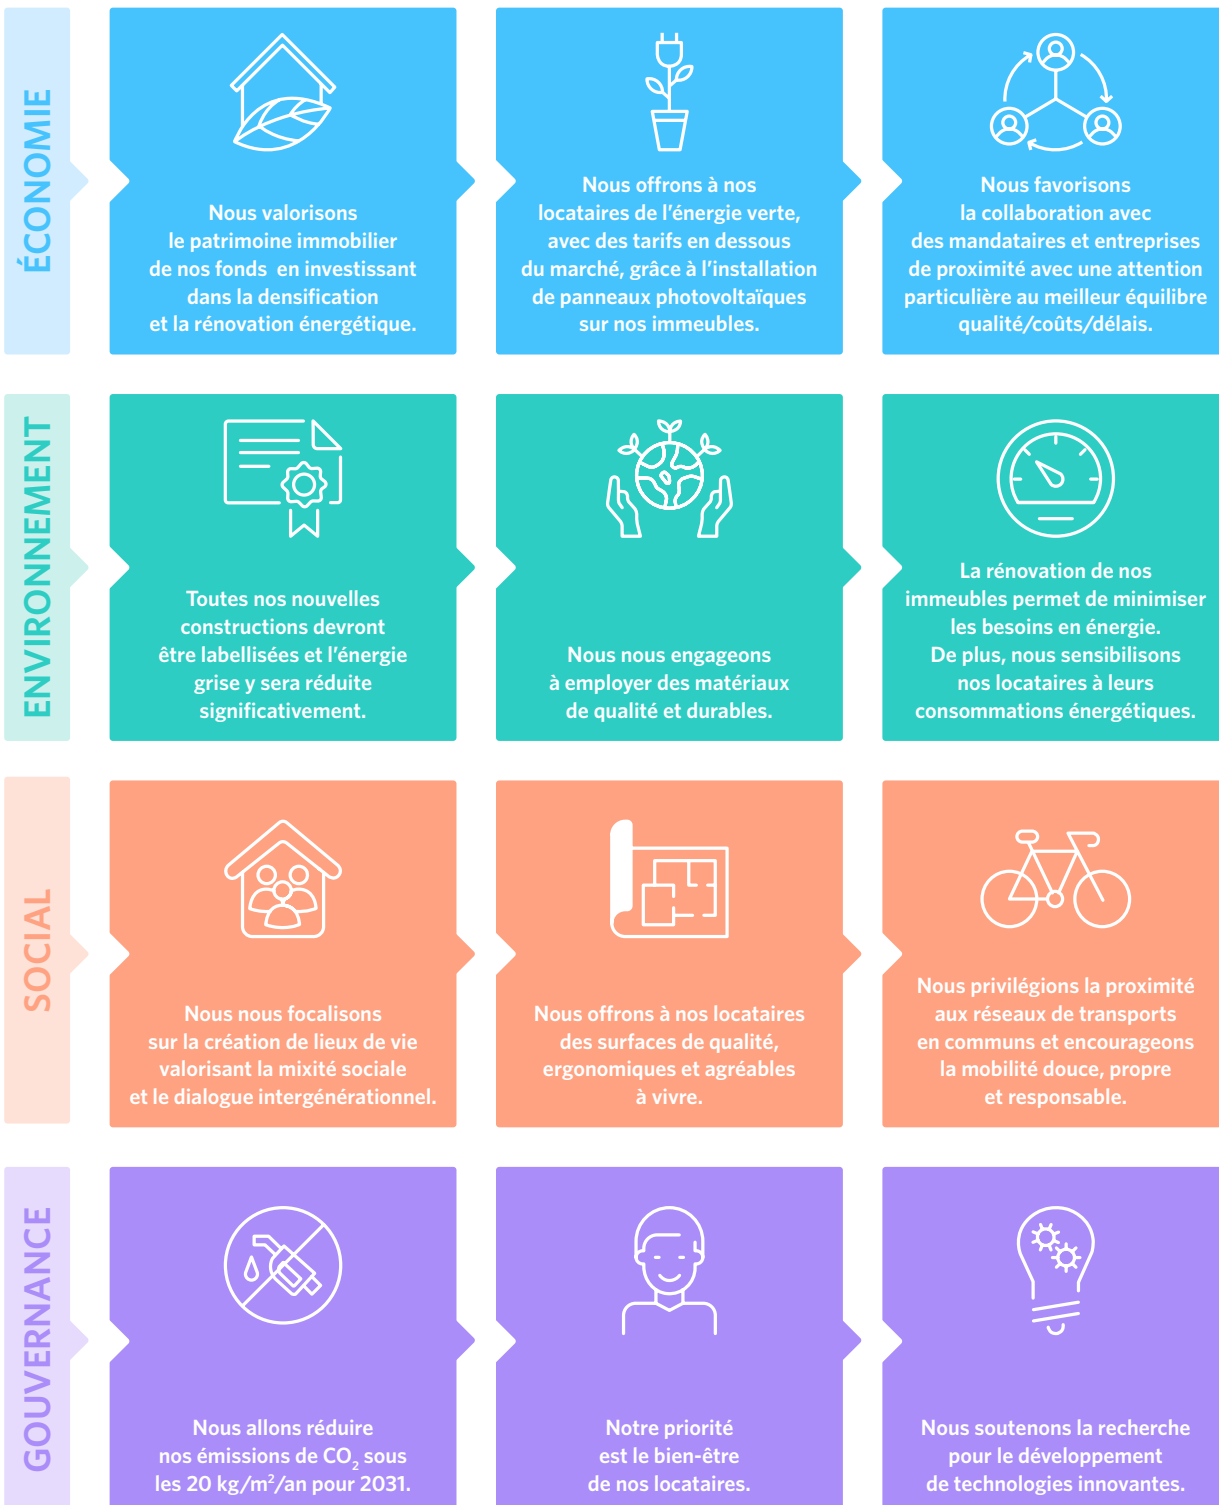 ÉCONOMIE
Nous valorisons
le patrimoine immobilier
de nos fonds en investissant
dans la densification
et la rénovation énergétique.
Nous offrons à nos
locataires de l'énergie verte,
avec des tarifs en dessous
du marché, grâce à l'installation
de panneaux photovoltaïques
sur nos immeubles.
Nous favorisons
la collaboration avec
des mandataires et entreprises
de proximité avec une attention
particulière au meilleur équilibre
qualité/coûts/délais.
ENVIRONNEMENT
Toutes nos nouvelles
constructions devront
être labellisées et l'énergie
grise y sera réduite
significativement.
Nous nous engageons
à employer des matériaux
de qualité et durables.
La rénovation de nos
immeubles permet de minimiser
les besoins en énergie.
De plus, nous sensibilisons
nos locataires à leurs
consommations énergétiques.
SOCIAL
Nous nous focalisons
sur la création de lieux de vie
valorisant la mixité sociale
et le dialogue intergénérationnel.
Nous offrons à nos locataires
des surfaces de qualité,
ergonomiques et agréables
à vivre.
Nous privilégions la proximité
aux réseaux de transports
en communs et encourageons
la mobilité douce, propre
et responsable.
GOUVERNANCE
Nous allons réduire
nos émissions de CO₂ sous
les 20 kg/m²/an pour 2031.
Notre priorité
est le bien-être
de nos locataires.
Nous soutenons la recherche
pour le développement
de technologies innovantes.